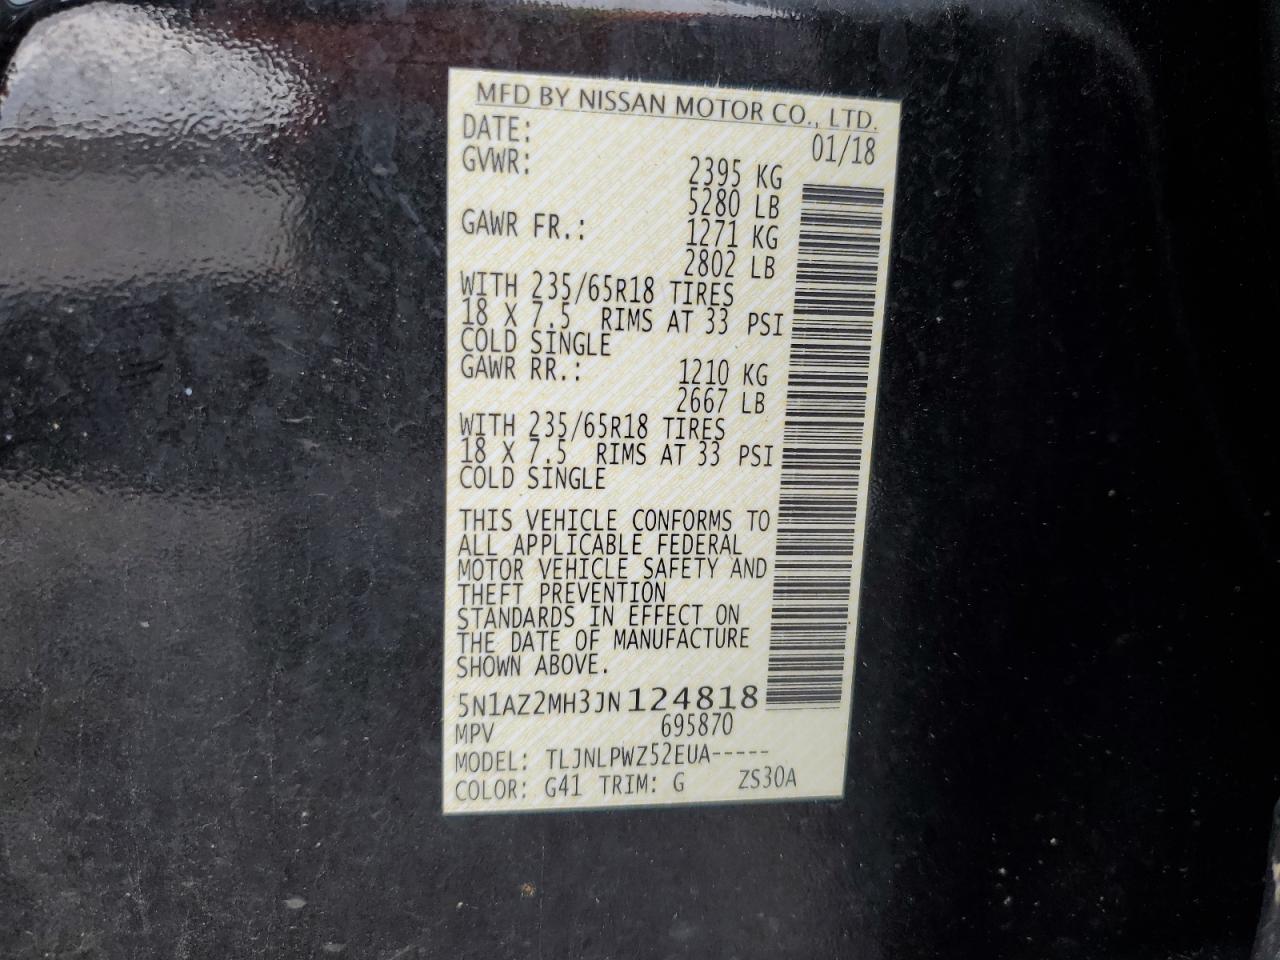 MFD BY NISSAN MOTOR CO., LTD.
DATE: 01/18
GVWR: 2395 KG
5280 LB
GAWR FR.: 1271 KG
2802 LB
WITH 235/65R18 TIRES
18 X 7.5 RIMS AT 33 PSI
COLD SINGLE
GAWR RR.: 1210 KG
2667 LB
WITH 235/65R18 TIRES
18 X 7.5 RIMS AT 33 PSI
COLD SINGLE
THIS VEHICLE CONFORMS TO
ALL APPLICABLE FEDERAL
MOTOR VEHICLE SAFETY AND
THEFT PREVENTION
STANDARDS IN EFFECT ON
THE DATE OF MANUFACTURE
SHOWN ABOVE.
5N1AZ2MH3JN124818
MPV 695870
MODEL: TLJNLPWZ52EUA-----
COLOR: G41 TRIM: G ZS30A